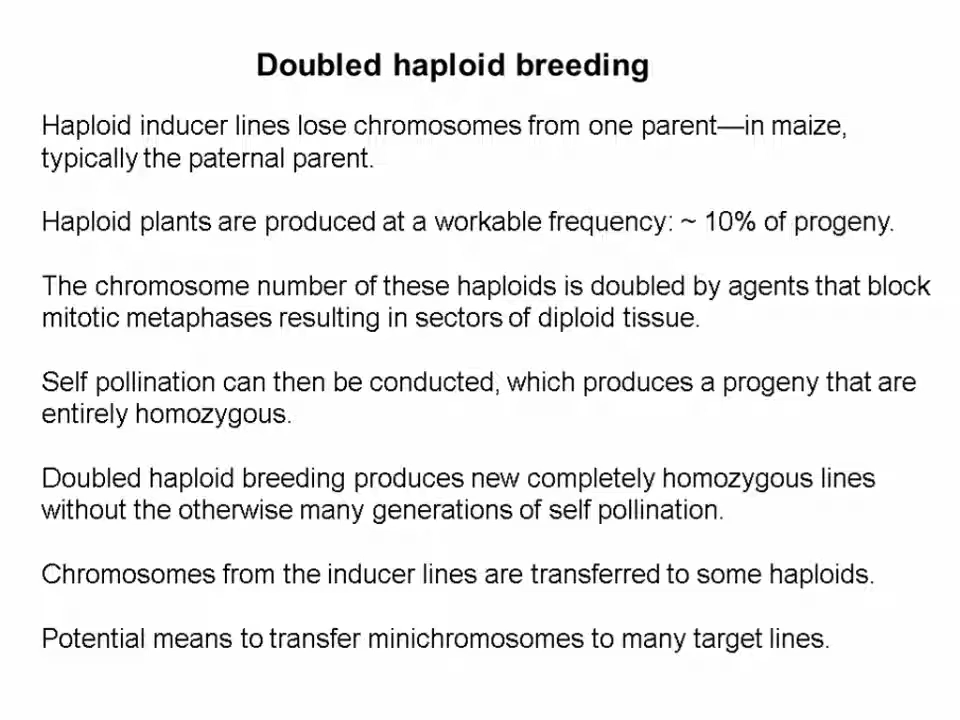 Doubled haploid breeding
Haploid inducer lines lose chromosomes from one parent—in maize,
typically the paternal parent.
Haploid plants are produced at a workable frequency: ~ 10% of progeny.
The chromosome number of these haploids is doubled by agents that block
mitotic metaphases resulting in sectors of diploid tissue.
Self pollination can then be conducted, which produces a progeny that are
entirely homozygous.
Doubled haploid breeding produces new completely homozygous lines
without the otherwise many generations of self pollination.
Chromosomes from the inducer lines are transferred to some haploids.
Potential means to transfer minichromosomes to many target lines.